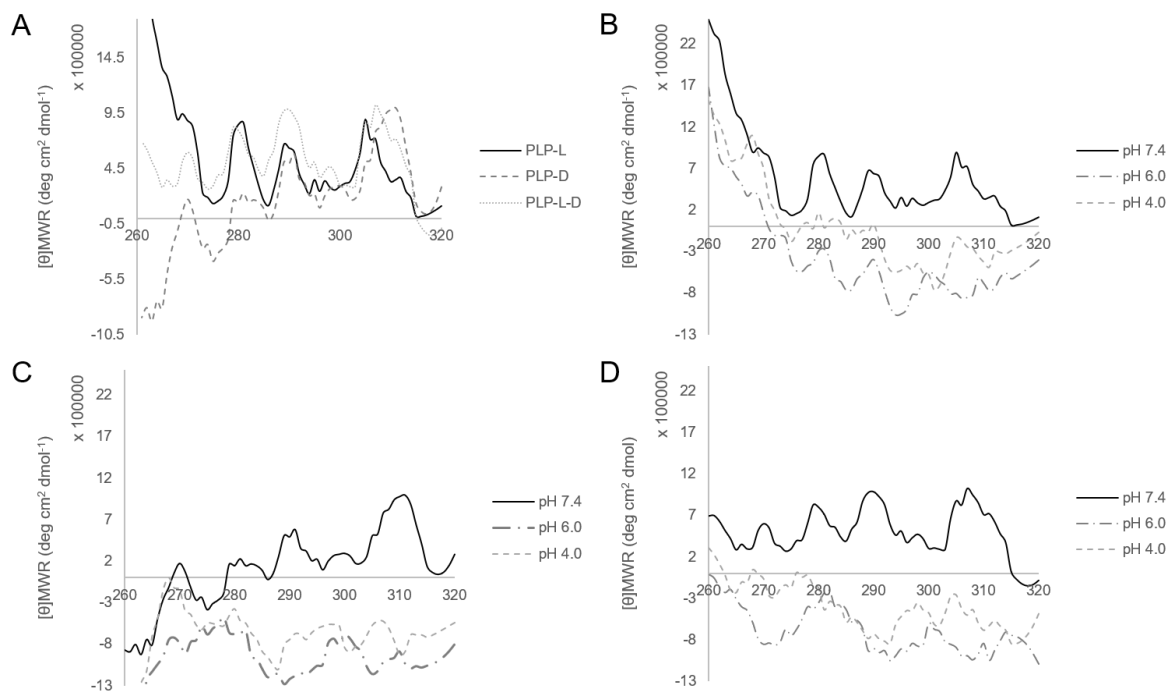 A
[θ]MWR (deg cm² dmol⁻¹)
x 100000
14.5
9.5
4.5
-0.5
-5.5
-10.5
260
280
300
320
PLP-L
PLP-D
PLP-L-D
B
[θ]MWR (deg cm² dmol⁻¹)
x 100000
22
17
12
7
2
-3
-8
-13
260
270
280
290
300
310
320
pH 7.4
pH 6.0
pH 4.0
C
[θ]MWR (deg cm² dmol⁻¹)
x 100000
22
17
12
7
2
-3
-8
-13
260
270
280
290
300
310
320
pH 7.4
pH 6.0
pH 4.0
D
[θ]MWR (deg cm² dmol)
x 100000
22
17
12
7
2
-3
-8
-13
260
270
280
290
300
310
320
pH 7.4
pH 6.0
pH 4.0